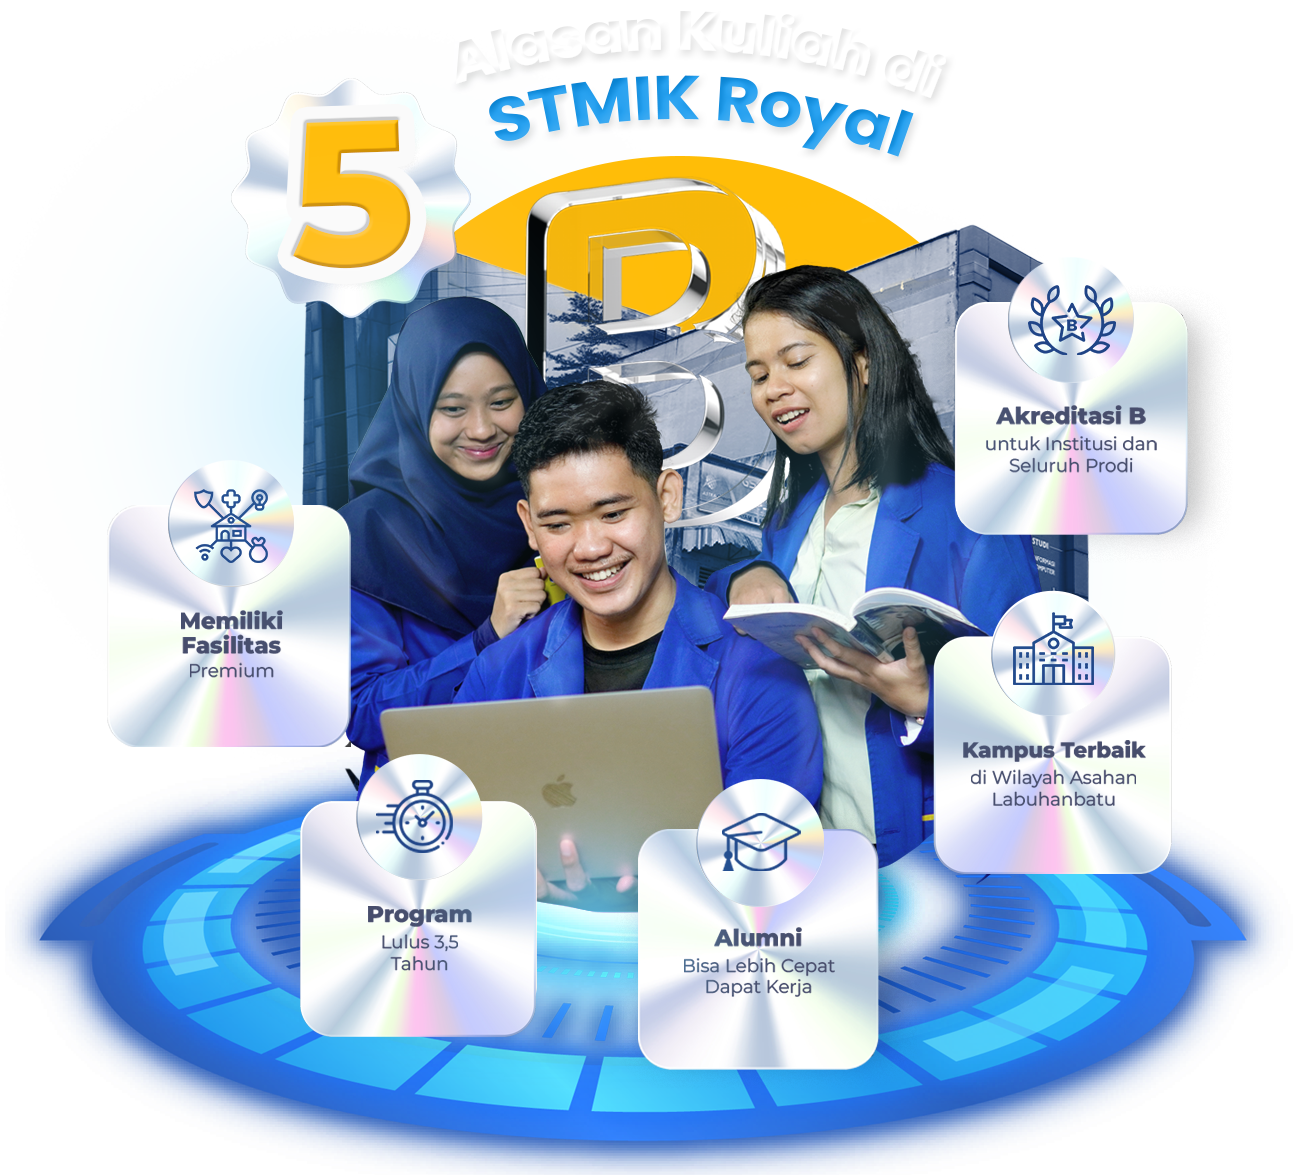 5
Alasan Kuliah di
STMIK Royal
B
Akreditasi B
untuk Institusi dan
Seluruh Prodi
B
Memiliki
Fasilitas
Premium
STUDI
Kampus Terbaik
di Wilayah Asahan
Labuhanbatu
Program
Lulus 3,5
Tahun
Alumni
Bisa Lebih Cepat
Dapat Kerja